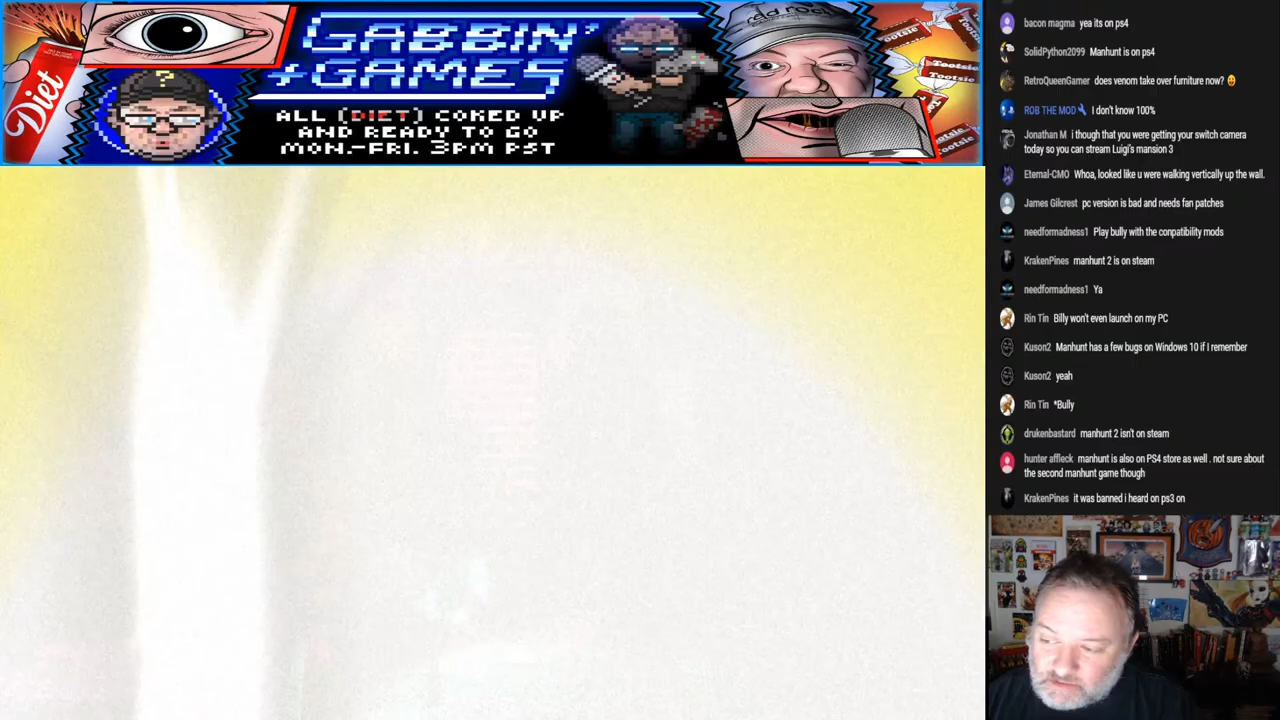 GABBIN'
+GAMES
ALL (DIET) COKED UP
AND READY TO GO
MON.-FRI. 3PM PST
Diet
?
Tootsie
Tootsie
Tootsie
Tootsie
bacon magma yea its on ps4
SolidPython2099 Manhunt is on ps4
RetroQueenGamer does venom take over furniture now? 😛
ROB THE MOD🔧 I don't know 100%
Jonathan M i though that you were getting your switch camera
today so you can stream Luigi's mansion 3
Eternal-CMO Whoa, looked like u were walking vertically up the wall.
James Gilcrest pc version is bad and needs fan patches
needformadness1 Play bully with the conpatibility mods
KrakenPines manhunt 2 is on steam
needformadness1 Ya
Rin Tin Billy won't even launch on my PC
Kuson2 Manhunt has a few bugs on Windows 10 if I remember
Kuson2 yeah
Rin Tin *Bully
drukenbastard manhunt 2 isn't on steam
hunter affleck manhunt is also on PS4 store as well . not sure about
the second manhunt game though
KrakenPines it was banned i heard on ps3 on